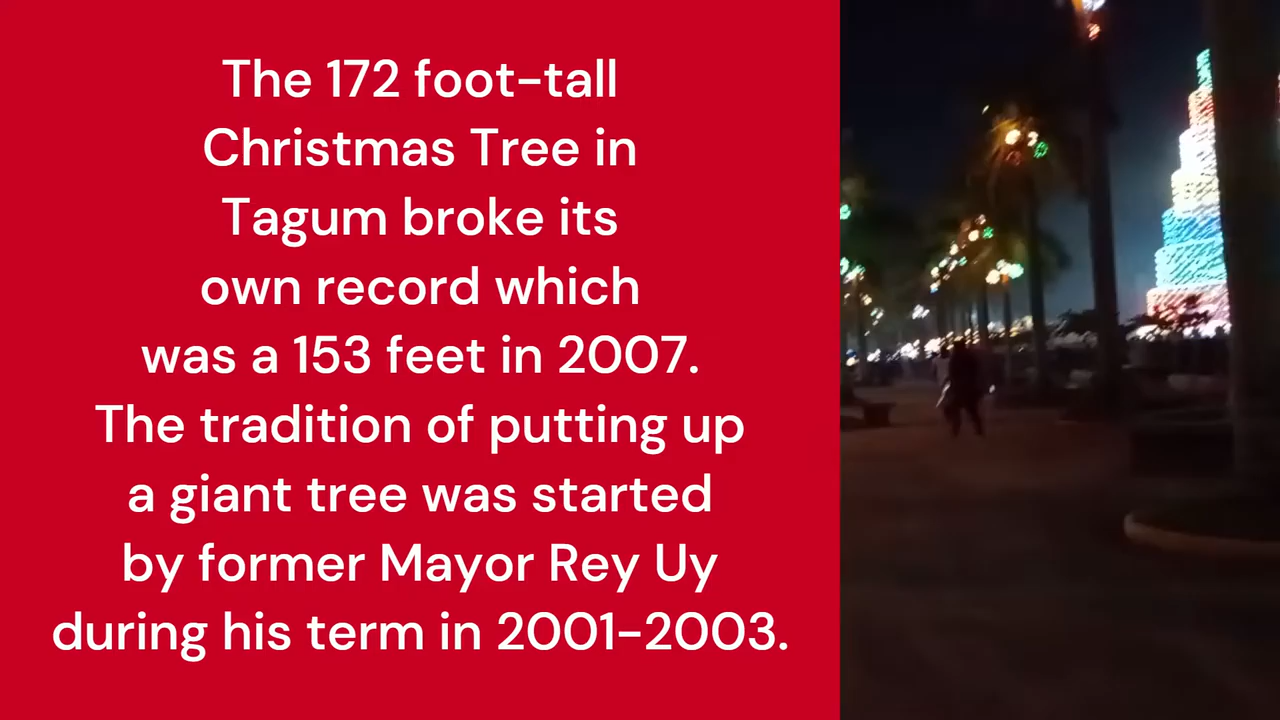 The 172 foot-tall
Christmas Tree in
Tagum broke its
own record which
was a 153 feet in 2007.
The tradition of putting up
a giant tree was started
by former Mayor Rey Uy
during his term in 2001-2003.